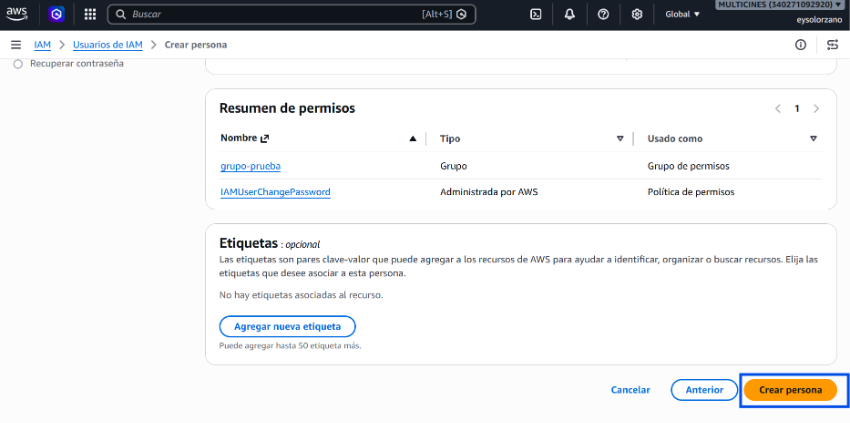 aws
Buscar
[Alt+S]
Global
MULTICINES (340271092920)
eysolorzano
IAM > Usuarios de IAM > Crear persona
Recuperar contraseña
Resumen de permisos
< 1 >
Nombre
Tipo
Usado como
grupo-prueba
Grupo
Grupo de permisos
IAMUserChangePassword
Administrada por AWS
Política de permisos
Etiquetas : opcional
Las etiquetas son pares clave-valor que puede agregar a los recursos de AWS para ayudar a identificar, organizar o buscar recursos. Elija las
etiquetas que desee asociar a esta persona.
No hay etiquetas asociadas al recurso.
Agregar nueva etiqueta
Puede agregar hasta 50 etiqueta más.
Cancelar
Anterior
Crear persona